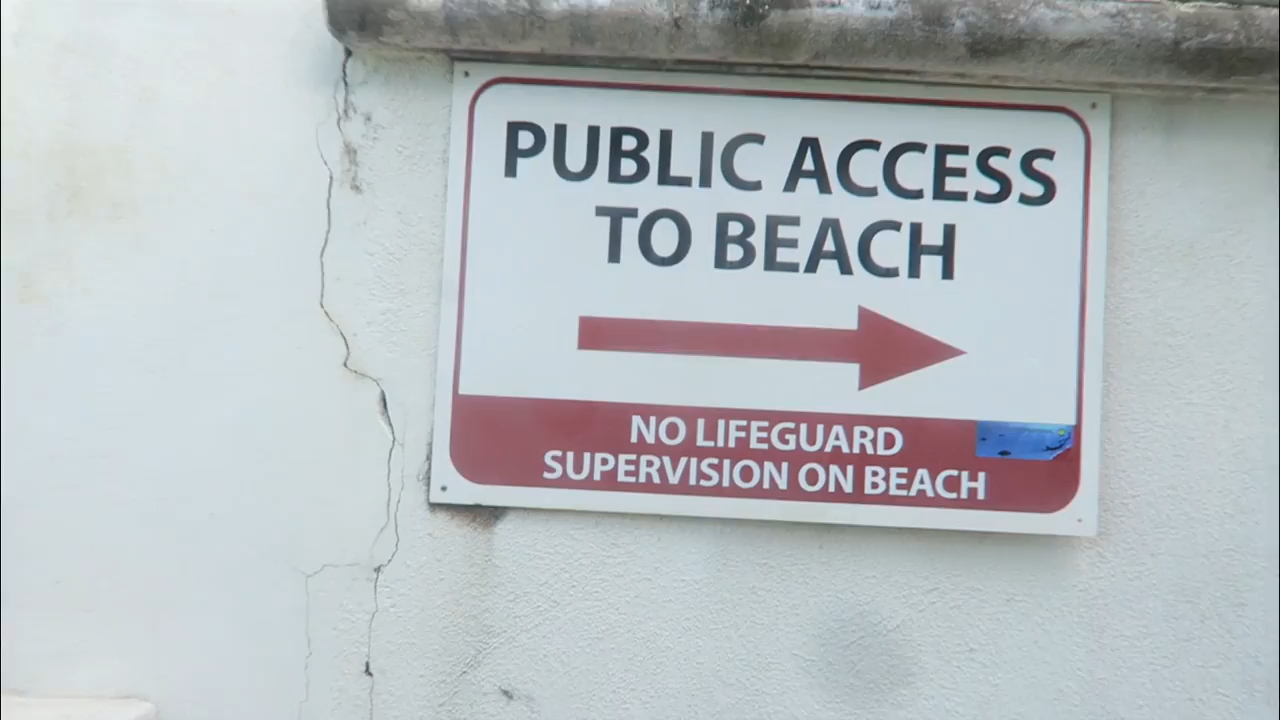 PUBLIC ACCESS
TO BEACH
NO LIFEGUARD
SUPERVISION ON BEACH